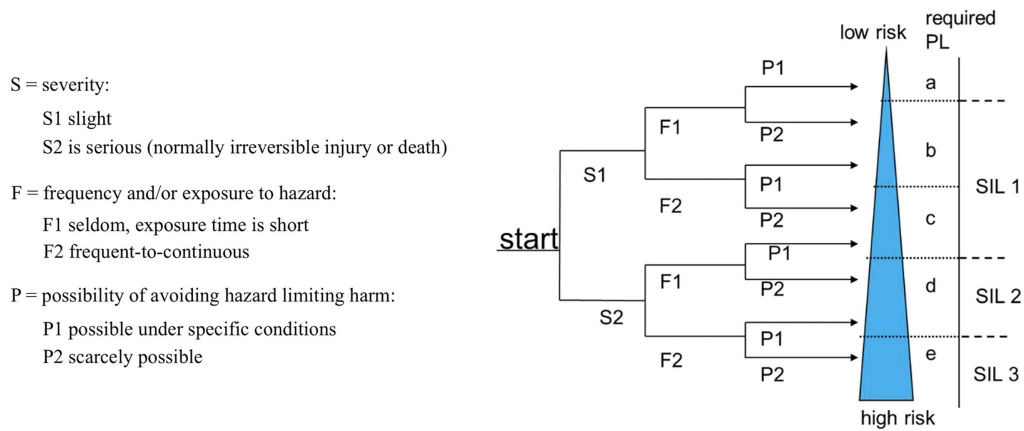 S = severity:
S1 slight
S2 is serious (normally irreversible injury or death)
F = frequency and/or exposure to hazard:
F1 seldom, exposure time is short
F2 frequent-to-continuous
P = possibility of avoiding hazard limiting harm:
P1 possible under specific conditions
P2 scarcely possible
start
S1
S2
F1
F2
F1
F2
P1
P2
P1
P2
P1
P2
P1
P2
low risk
high risk
required
PL
a
b
c
d
e
SIL 1
SIL 2
SIL 3